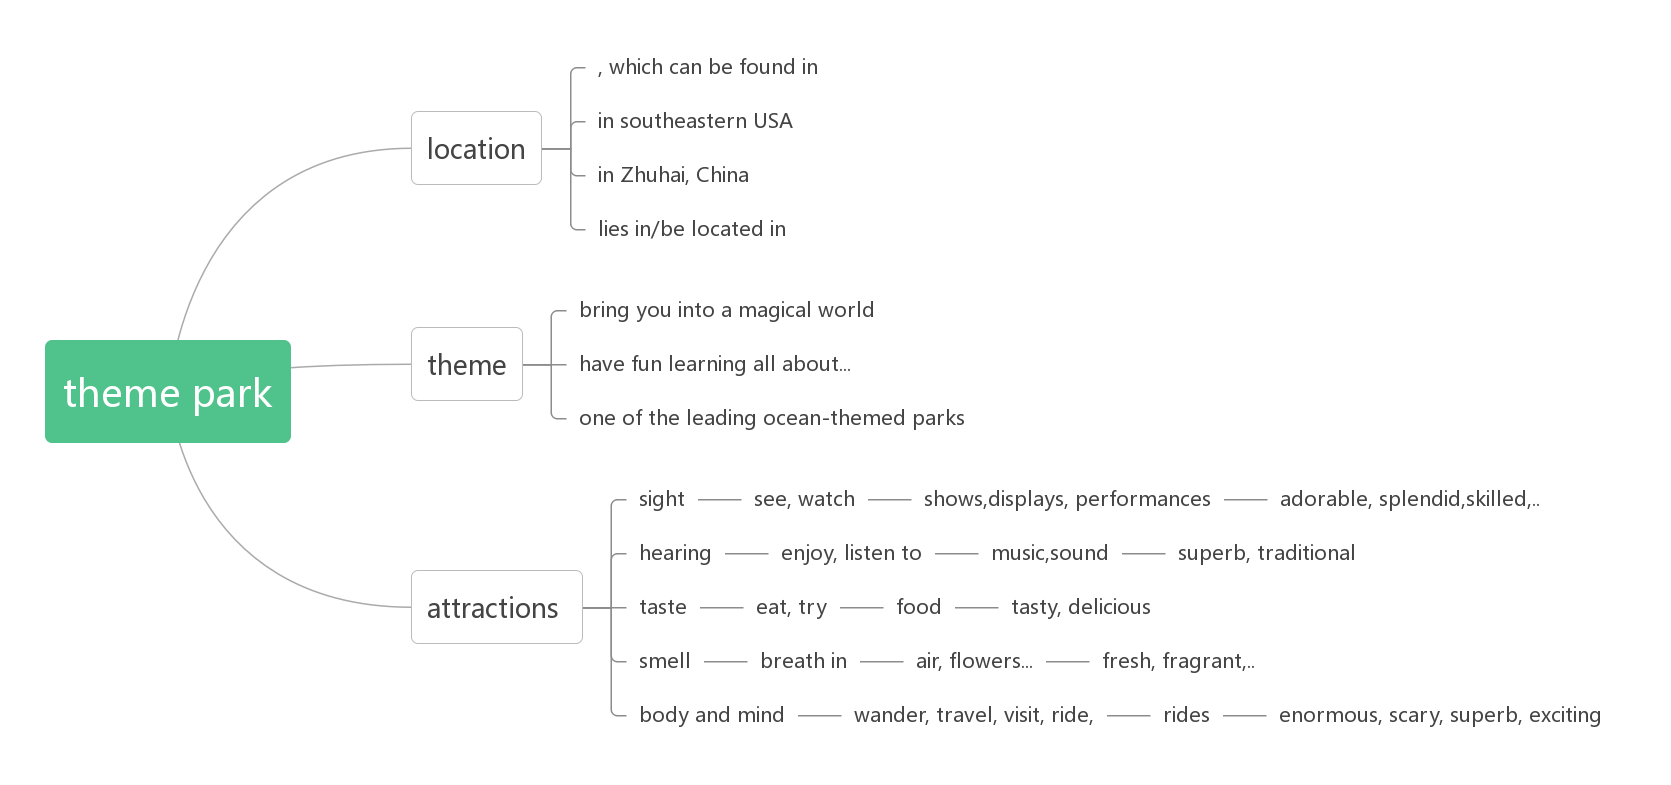 theme park
location
, which can be found in
in southeastern USA
in Zhuhai, China
lies in/be located in
theme
bring you into a magical world
have fun learning all about...
one of the leading ocean-themed parks
attractions
sight see, watch shows,displays, performances adorable, splendid,skilled,..
hearing enjoy, listen to music,sound superb, traditional
taste eat, try food tasty, delicious
smell breath in air, flowers... fresh, fragrant,..
body and mind wander, travel, visit, ride, rides enormous, scary, superb, exciting